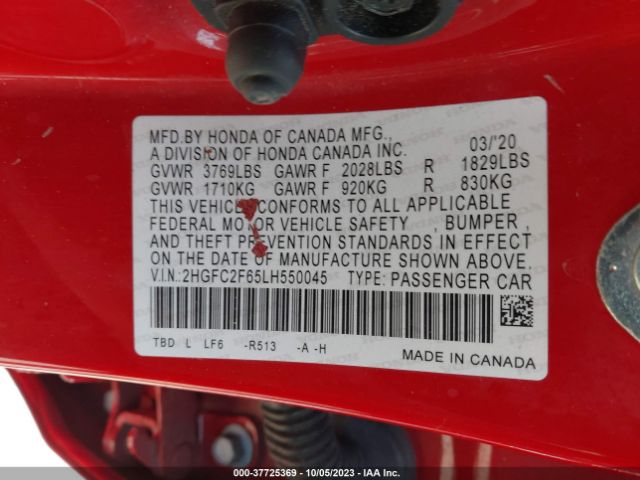 MFD.BY HONDA OF CANADA MFG.,
A DIVISION OF HONDA CANADA INC. 03/'20
GVWR 3769LBS GAWR F 2028LBS R 1829LBS
GVWR 1710KG GAWR F 920KG R 830KG
THIS VEHICLE CONFORMS TO ALL APPLICABLE
FEDERAL MOTOR VEHICLE SAFETY , BUMPER ,
AND THEFT PREVENTION STANDARDS IN EFFECT
ON THE DATE OF MANUFACTURE SHOWN ABOVE.
V.I.N: 2HGFC2F65LH550045 TYPE: PASSENGER CAR
TBD L LF6 -R513 -A -H
MADE IN CANADA
000-37725369 - 10/05/2023 - IAA Inc.